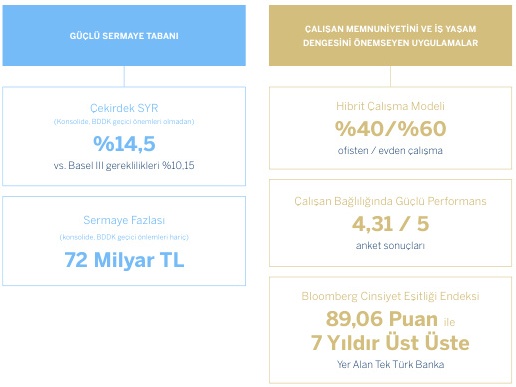 GÜÇLÜ SERMAYE TABANI
Çekirdek SYR
(Konsolide, BDDK geçici önemleri olmadan)
%14,5
vs. Basel III gereklilikleri %10,15
Sermaye Fazlası
(konsolide, BDDK geçici önlemleri hariç)
72 Milyar TL
ÇALIŞAN MEMNUNİYETİNİ VE İŞ YAŞAM
DENGESİNİ ÖNEMSEYEN UYGULAMALAR
Hibrit Çalışma Modeli
%40/%60
ofisten / evden çalışma
Çalışan Bağlılığında Güçlü Performans
4,31 / 5
anket sonuçları
Bloomberg Cinsiyet Eşitliği Endeksi
89,06 Puan ile
7 Yıldır Üst Üste
Yer Alan Tek Türk Banka